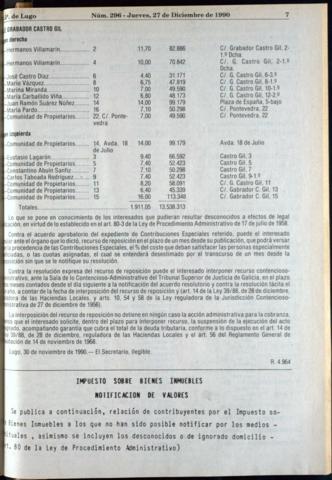 P. de Lugo Núm. 296 - Jueves, 27 de Diciembre de 1990 7
GRABADOR CASTRO GIL
derecha
Hermanos Villamarín 2 11,70 82.886 C/. Grabador Castro Gil, 2-1.º Dcha.
Hermanos Villamarín 4 10,00 70.842 C/. G. Castro Gil, 2-1.º Dcha.
José Castro Díaz 6 4,40 31.171 C/. G. Castro Gil, 6-3.º
María Vázquez 8 6,75 47.819 C/. G. Castro Gil, 8-1.º
Marina Miranda 10 7,00 49.590 C/. G. Castro Gil, 10-1.º
María Carballido Viña 12 6,80 48.173 C/. G. Castro Gil, 12-2.º
Juan Ramón Suárez Núñez 14 14,00 99.179 Plaza de España, 5-bajo
María Pardo 16 7,10 50.298 C/. Pontevedra, 22
Comunidad de Propietarios 22, C/. Pontevedra 7,00 49.590 C/. Pontevedra, 22
izquierda
Comunidad de Propietarios 14, Avda. 18 de Julio 14,00 99.179 Avda. 18 de Julio
Eustasio Lagarón 3 9,40 66.592 Castro Gil, 3
Comunidad de Propietarios 5 7,40 52.423 Castro Gil, 5
Constantino Abuín Sanfiz 7 7,10 50.298 Castro Gil, 7
Carlos Taboada Rodríguez 9 7,40 52.423 Castro Gil, 9-1.º
Comunidad de Propietarios 11 8,20 58.091 C/. G. Castro Gil, 11
Comunidad de Propietarios 13 6,40 45.339 C/. Grabador C. Gil, 13
Comunidad de Propietarios 15 16,00 113.348 C/. Grabador C. Gil, 15
Totales 1.911,05 13.538.313
Lo que se pone en conocimiento de los interesados que pudieran resultar desconocidos a efectos de legal
ación, en virtud de lo establecido en el art. 80-3 de la Ley de Procedimiento Administrativo de 17 de julio de 1958.
Contra el acuerdo aprobatorio del expediente de Contribuciones Especiales referido, puede el interesado
ante el órgano que lo dictó, recurso de reposición en el plazo de un mes desde su publicación, que podrá versar
la procedencia de las Contribuciones Especiales, el % del coste que deban satisfacer las personas especialmente
o las cuotas asignadas, el cual se entenderá desestimado por el transcurso de un mes desde la
sición sin que se le notifique su resolución.
Contra la resolución expresa del recurso de reposición puede el interesado interponer recurso contencioso-
ativo, ante la Sala de lo Contencioso-Administrativo del Tribunal Superior de Justicia de Galicia, en el plazo
meses contados desde el día siguiente a la notificación del acuerdo resolutorio y contra la resolución tácita el
a contar de la fecha de interposición del recurso de reposición y (art. 14 de la Ley 39/88, de 28 de diciembre,
adora de las Haciendas Locales, y arts. 10, 54 y 58 de la Ley reguladora de la Jurisdicción Contencioso-
istrativa de 27 de diciembre de 1956).
La interposición del recurso de reposición no detiene en ningún caso la acción administrativa para la cobranza,
que el interesado solicite, dentro del plazo para interponer recurso, la suspensión de la ejecución del acto
acompañando garantía que cubra el total de la deuda tributaria, conforme a lo dispuesto en el art. 14 de
39/88, de 28 de diciembre, reguladora de las Haciendas Locales y el art. 56 del Reglamento General de
14 de noviembre de 1968.
Lugo, 30 de noviembre de 1990.— El Secretario, ilegible.
R. 4.964
IMPUESTO SOBRE BIENES INMUEBLES
NOTIFICACION DE VALORES
Se publica a continuación, relación de contribuyentes por el Impuesto so-
Bienes Inmuebles a los que no han sido posible notificar por los medios -
ituales , asimismo se incluyen los desconocidos o de ignorado domicilio -
rt. 80 de la Ley de Procedimiento Administrativo)